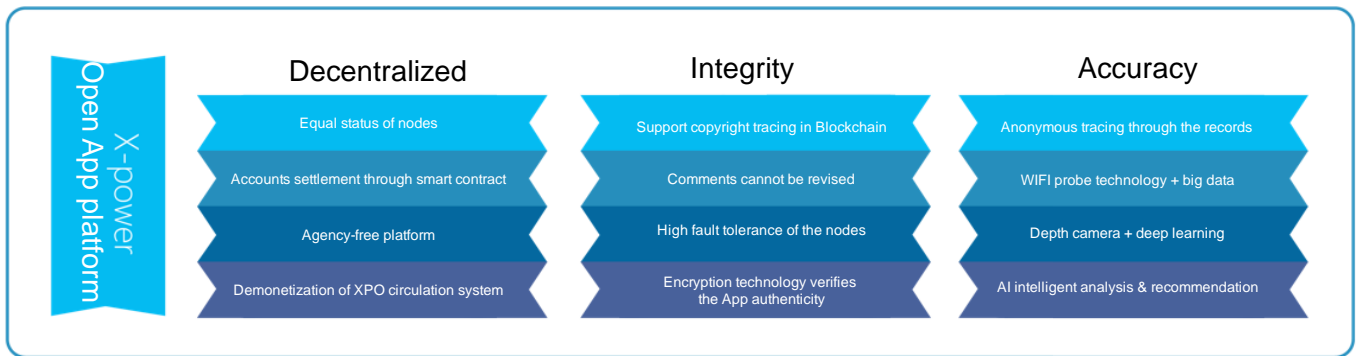 X-power
Open App platform
Decentralized
Equal status of nodes
Accounts settlement through smart contract
Agency-free platform
Demonetization of XPO circulation system
Integrity
Support copyright tracing in Blockchain
Comments cannot be revised
High fault tolerance of the nodes
Encryption technology verifies
the App authenticity
Accuracy
Anonymous tracing through the records
WIFI probe technology + big data
Depth camera + deep learning
AI intelligent analysis & recommendation